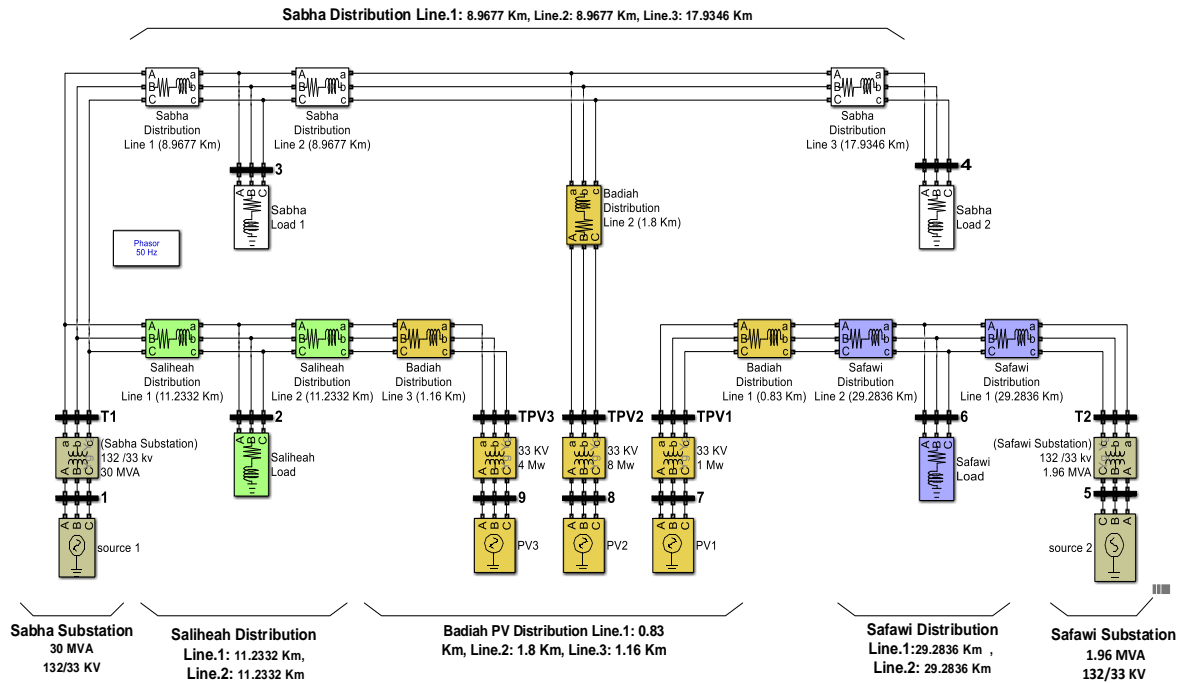 Sabha Distribution Line.1: 8.9677 Km, Line.2: 8.9677 Km, Line.3: 17.9346 Km
A a A a A a
B b B b B b
C c C c C c
Sabha
Distribution
Line 1 (8.9677 Km)
Sabha
Distribution
Line 2 (8.9677 Km)
Sabha
Distribution
Line 3 (17.9346 Km)
3
A B C
Sabha
Load 1
a b c
Badiah
Distribution
Line 2 (1.8 Km)
A B C
4
A B C
Sabha
Load 2
Phasor
50 Hz
A a A a A a A a A a A a
B b B b B b B b B b B b
C c C c C c C c C c C c
Saliheah
Distribution
Line 1 (11.2332 Km)
Saliheah
Distribution
Line 2 (11.2332 Km)
Badiah
Distribution
Line 3 (1.16 Km)
Badiah
Distribution
Line 1 (0.83 Km)
Safawi
Distribution
Line 2 (29.2836 Km)
Safawi
Distribution
Line 1 (29.2836 Km)
T1
a b c
(Sabha Substation)
132 /33 kv
30 MVA
A B C
1
A B C
source 1
2
A B C
Saliheah
Load
TPV3
a b c
33 KV
4 Mw
A B C
9
A B C
PV3
TPV2
a b c
33 KV
8 Mw
A B C
8
A B C
PV2
TPV1
a b c
33 KV
1 Mw
A B C
7
A B C
PV1
6
A B C
Safawi
Load
T2
(Safawi Substation)
132 /33 kv
1.96 MVA
5
C B A
source 2
Sabha Substation
30 MVA
132/33 KV
Saliheah Distribution
Line.1: 11.2332 Km,
Line.2: 11.2332 Km
Badiah PV Distribution Line.1: 0.83
Km, Line.2: 1.8 Km, Line.3: 1.16 Km
Safawi Distribution
Line.1:29.2836 Km ,
Line.2: 29.2836 Km
Safawi Substation
1.96 MVA
132/33 KV